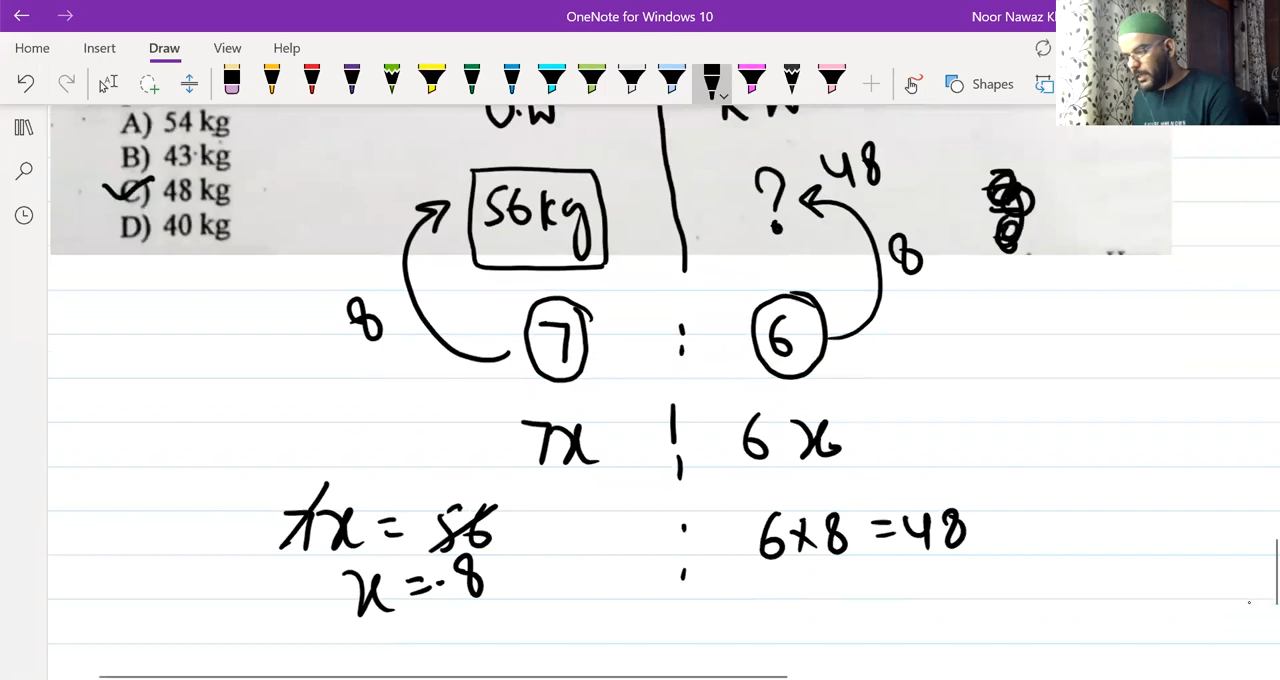 OneNote for Windows 10
Noor Nawaz Kh
Home Insert Draw View Help
Shapes
U.W
R W
A) 54 kg
B) 43 kg
C) 48 kg
D) 40 kg
56kg
? 48
8
8
7 : 6
7x : 6x
7x = 56 : 6×8 = 48
x = 8